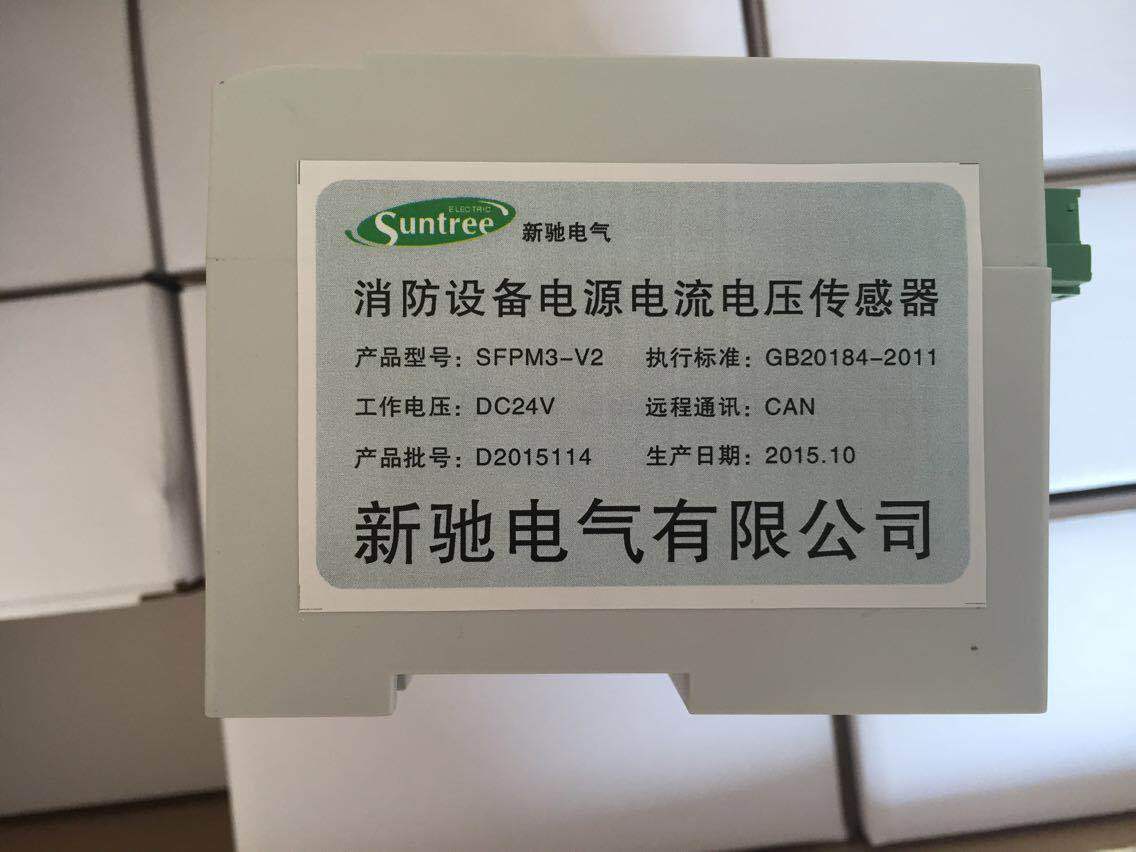 ELECTRIC
Suntree 新驰电气
消防设备电源电流电压传感器
产品型号：SFPM3-V2 执行标准：GB20184-2011
工作电压：DC24V 远程通讯：CAN
产品批号：D2015114 生产日期：2015.10
新驰电气有限公司